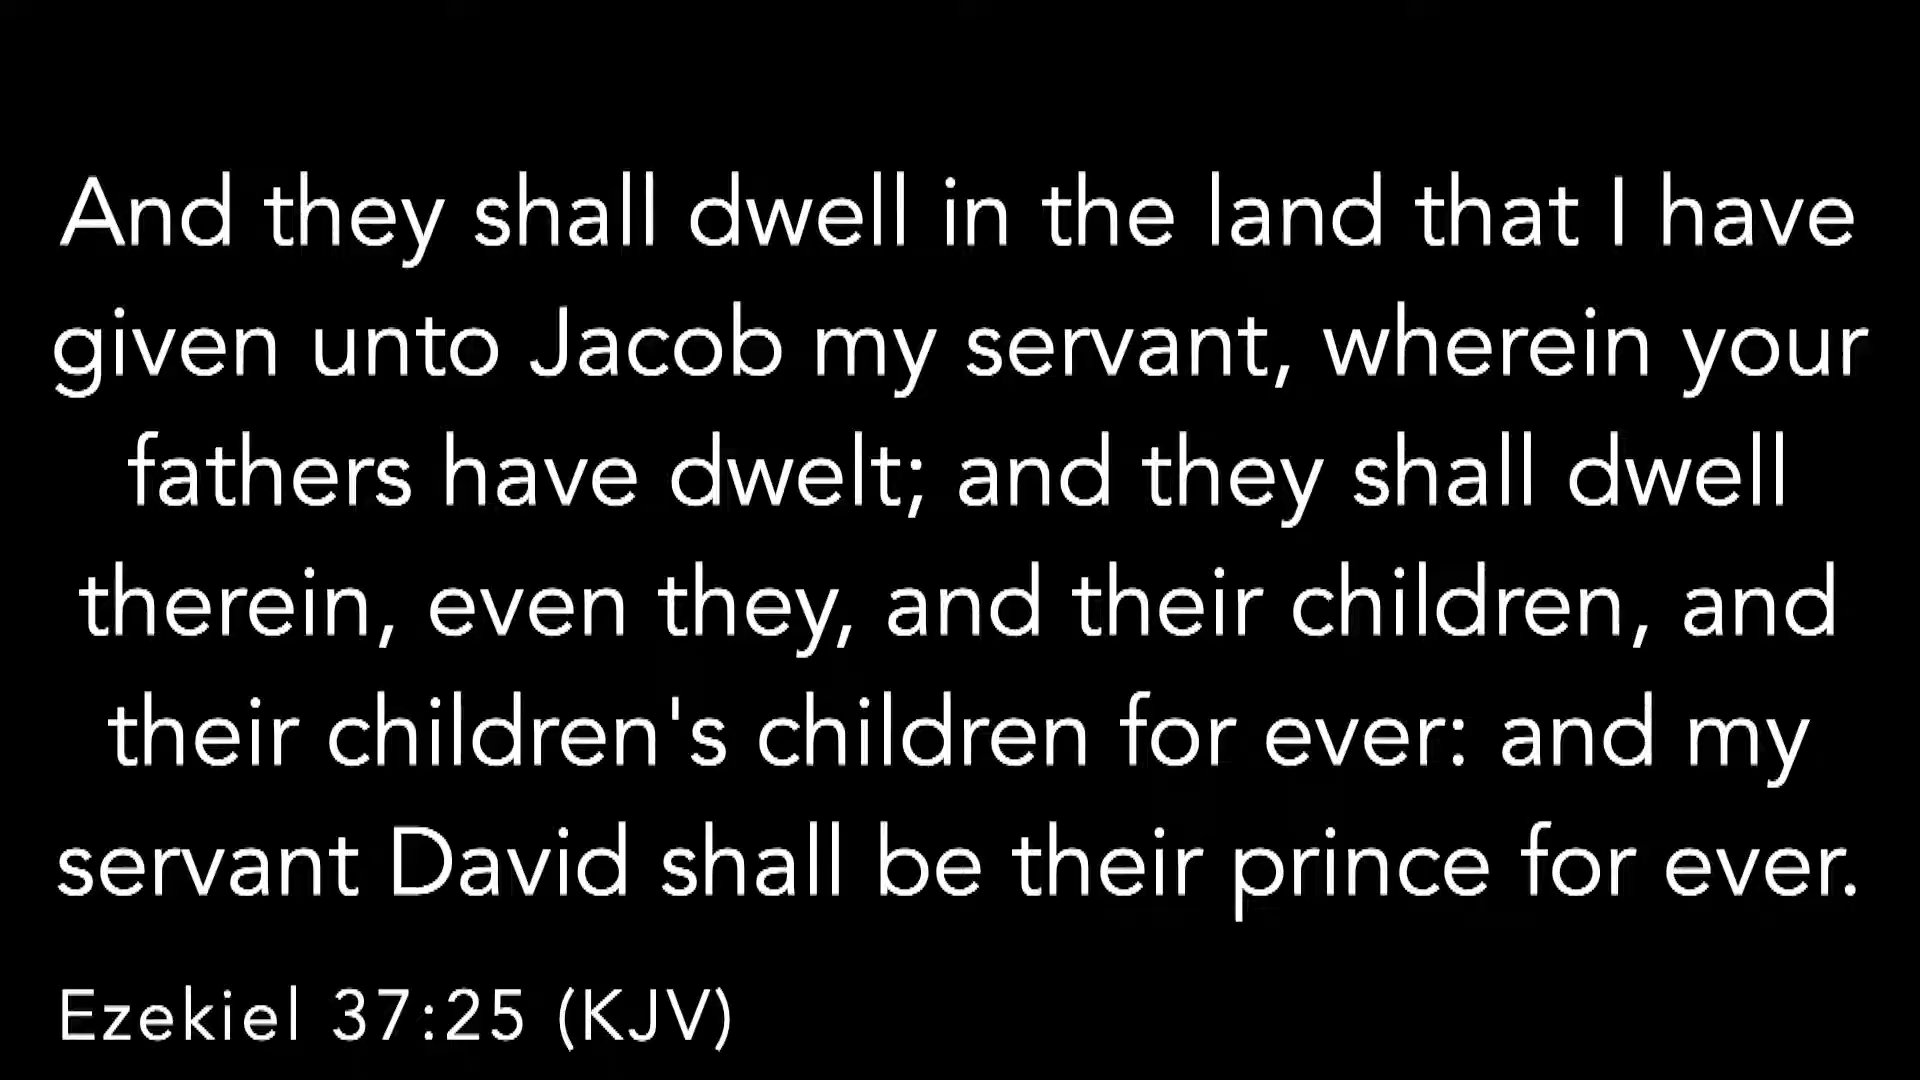 And they shall dwell in the land that I have
given unto Jacob my servant, wherein your
fathers have dwelt; and they shall dwell
therein, even they, and their children, and
their children's children for ever: and my
servant David shall be their prince for ever.
Ezekiel 37:25 (KJV)